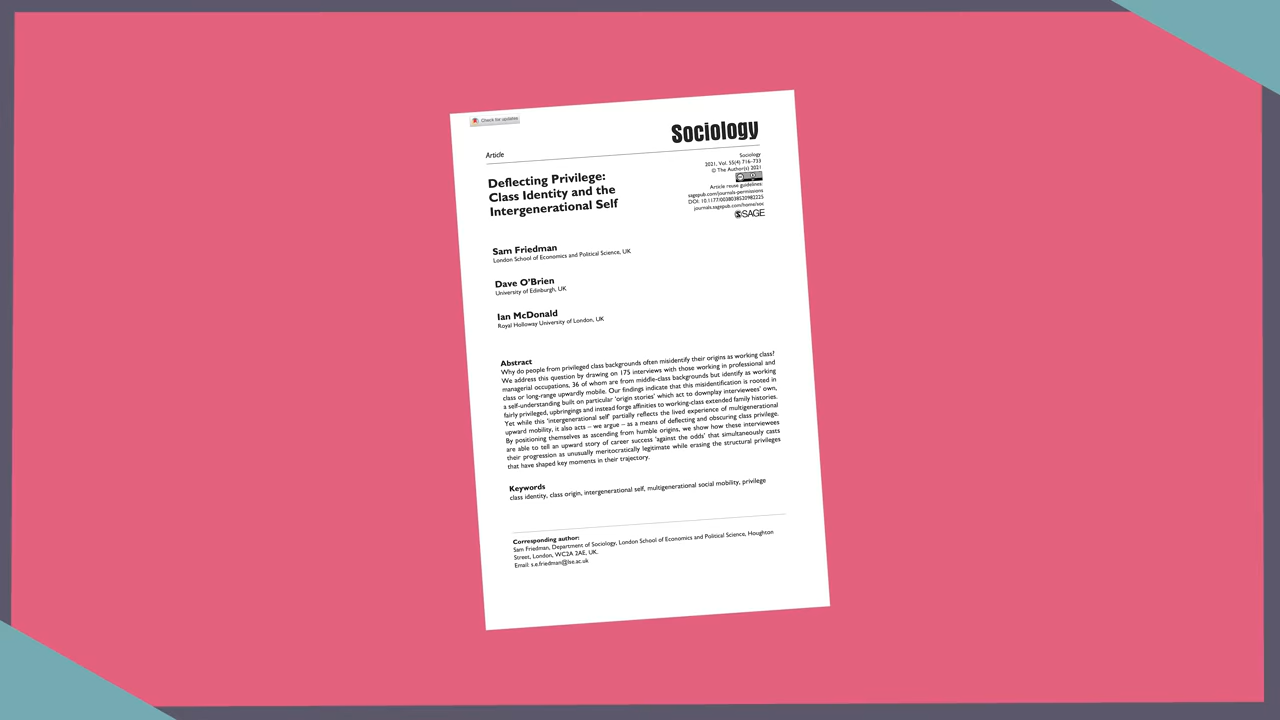 Check for updates
Sociology
Article
Sociology
2021, Vol. 55(4) 716–733
© The Author(s) 2021
Article reuse guidelines:
sagepub.com/journals-permissions
DOI: 10.1177/0038038520982225
journals.sagepub.com/home/soc
SAGE
Deflecting Privilege:
Class Identity and the
Intergenerational Self
Sam Friedman
London School of Economics and Political Science, UK
Dave O'Brien
University of Edinburgh, UK
Ian McDonald
Royal Holloway University of London, UK
Abstract
Why do people from privileged class backgrounds often misidentify their origins as working class?
We address this question by drawing on 175 interviews with those working in professional and
managerial occupations, 36 of whom are from middle-class backgrounds but identify as working
class or long-range upwardly mobile. Our findings indicate that this misidentification is rooted in
a self-understanding built on particular 'origin stories' which act to downplay interviewees' own,
fairly privileged, upbringings and instead forge affinities to working-class extended family histories.
Yet while this 'intergenerational self' partially reflects the lived experience of multigenerational
upward mobility, it also acts – we argue – as a means of deflecting and obscuring class privilege.
By positioning themselves as ascending from humble origins, we show how these interviewees
are able to tell an upward story of career success 'against the odds' that simultaneously casts
their progression as unusually meritocratically legitimate while erasing the structural privileges
that have shaped key moments in their trajectory.
Keywords
class identity, class origin, intergenerational self, multigenerational social mobility, privilege
Corresponding author:
Sam Friedman, Department of Sociology, London School of Economics and Political Science, Houghton
Street, London, WC2A 2AE, UK.
Email: s.e.friedman@lse.ac.uk